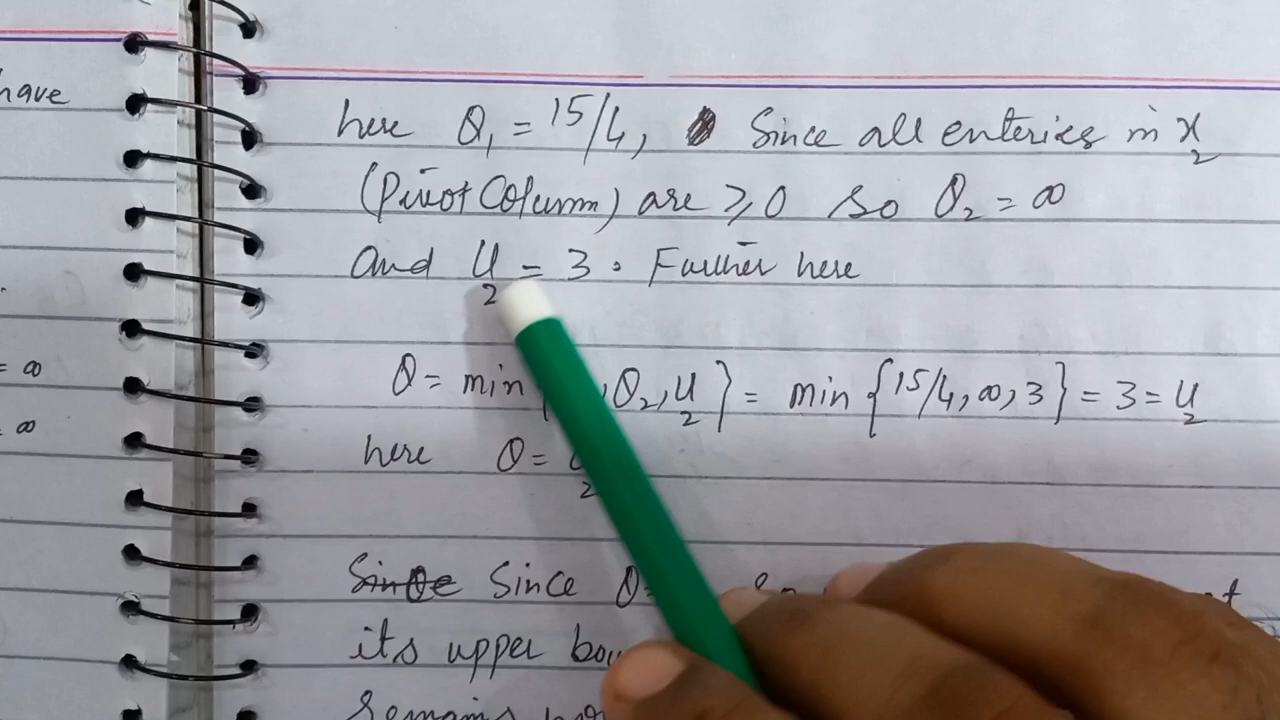 have
= ∞
= ∞
here θ₁ = 15/4, Since all enteries in x₂
(Pivot Column) are ≥ 0 so θ₂ = ∞
and u₂ = 3. Further here
θ = min { , θ₂, u₂ } = min {15/4, ∞, 3} = 3 = u₂
here θ =
Since Since θ
its upper
remains